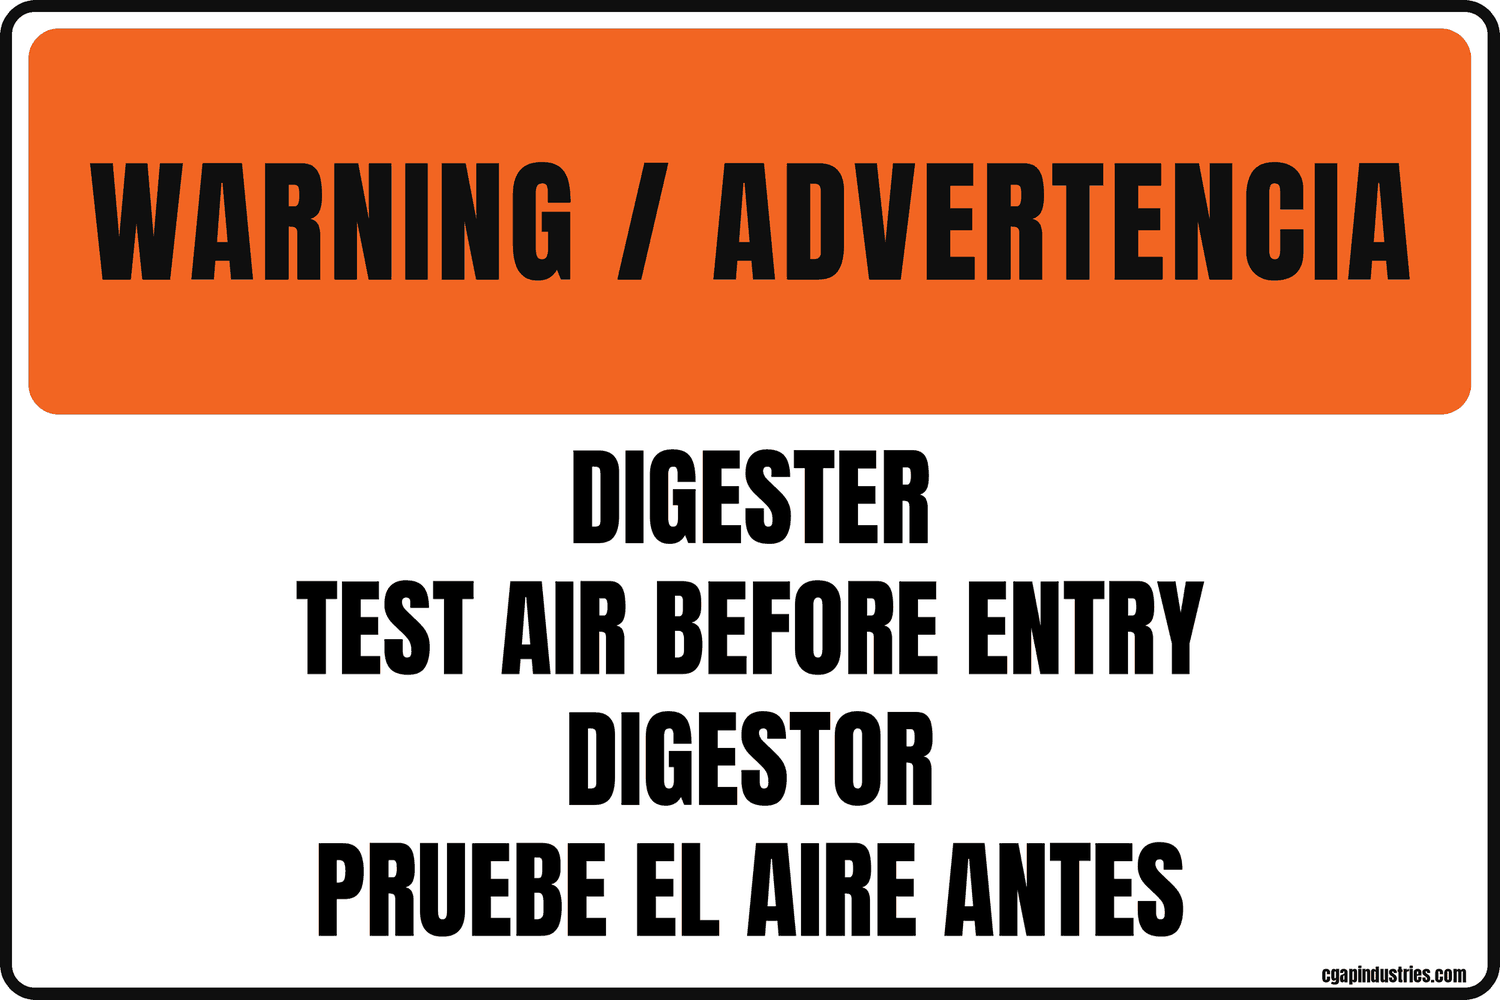 WARNING / ADVERTENCIA
DIGESTER
TEST AIR BEFORE ENTRY
DIGESTOR
PRUEBE EL AIRE ANTES
cgapindustries.com